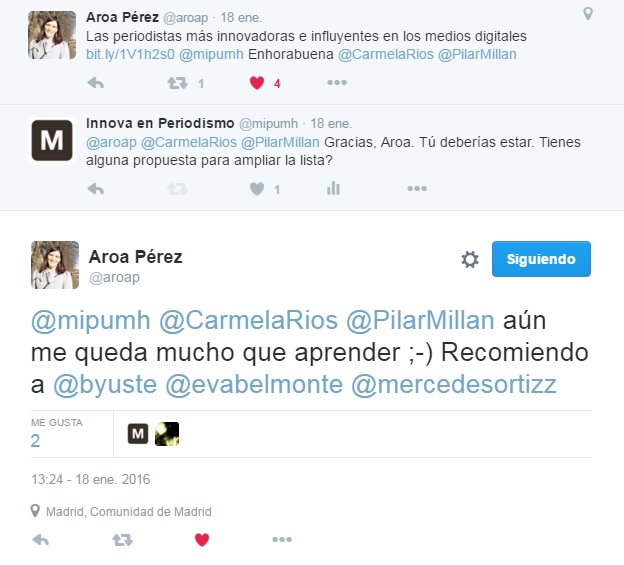 Aroa Pérez @aroap · 18 ene.
Las periodistas más innovadoras e influyentes en los medios digitales
bit.ly/1V1h2s0 @mipumh Enhorabuena @CarmelaRios @PilarMillan
1 4
M
Innova en Periodismo @mipumh · 18 ene.
@aroap @CarmelaRios @PilarMillan Gracias, Aroa. Tú deberías estar. Tienes
alguna propuesta para ampliar la lista?
1
Aroa Pérez
@aroap
Siguiendo
@mipumh @CarmelaRios @PilarMillan aún
me queda mucho que aprender ;-) Recomiendo
a @byuste @evabelmonte @mercedesortizz
ME GUSTA
2
M
13:24 - 18 ene. 2016
Madrid, Comunidad de Madrid